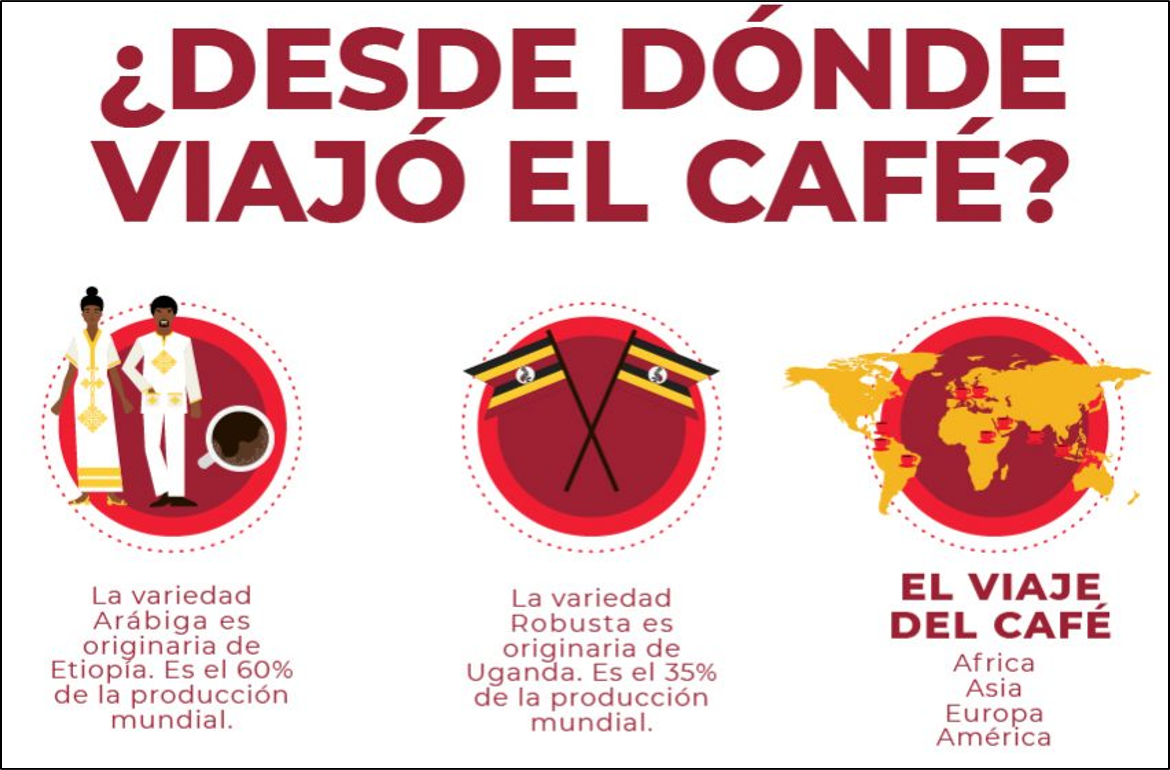 ¿DESDE DÓNDE
VIAJÓ EL CAFÉ?
La variedad
Arábiga es
originaria de
Etiopía. Es el 60%
de la producción
mundial.
La variedad
Robusta es
originaria de
Uganda. Es el 35%
de la producción
mundial.
EL VIAJE
DEL CAFÉ
Africa
Asia
Europa
América